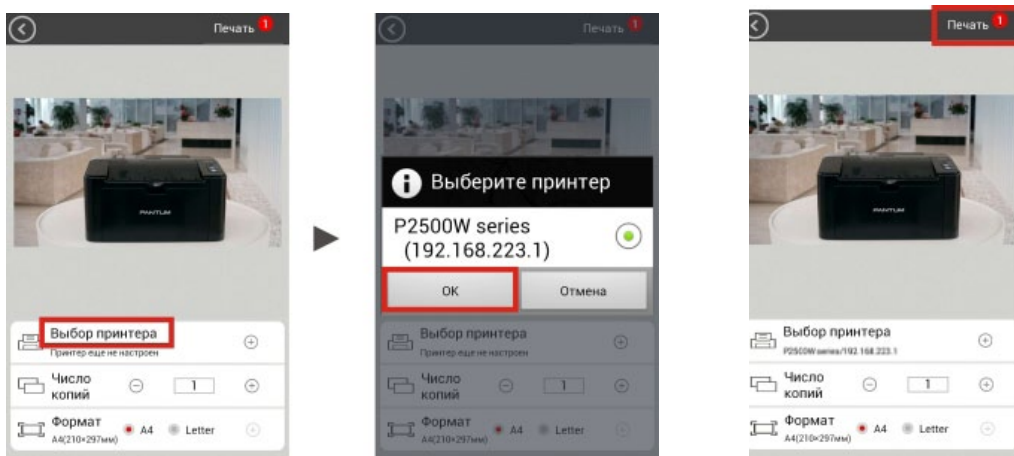 Печать 1
PANTUM
Выбор принтера
Принтер еще не настроен
Число
копий
1
Формат
A4(210×297мм)
A4
Letter
Печать 1
Выберите принтер
P2500W series
(192.168.223.1)
ОК
Отмена
Выбор принтера
Принтер еще не настроен
Число
копий
1
Формат
A4(210×297мм)
A4
Letter
Печать 1
PANTUM
Выбор принтера
P2500W series/192.168.223.1
Число
копий
1
Формат
A4(210×297мм)
A4
Letter